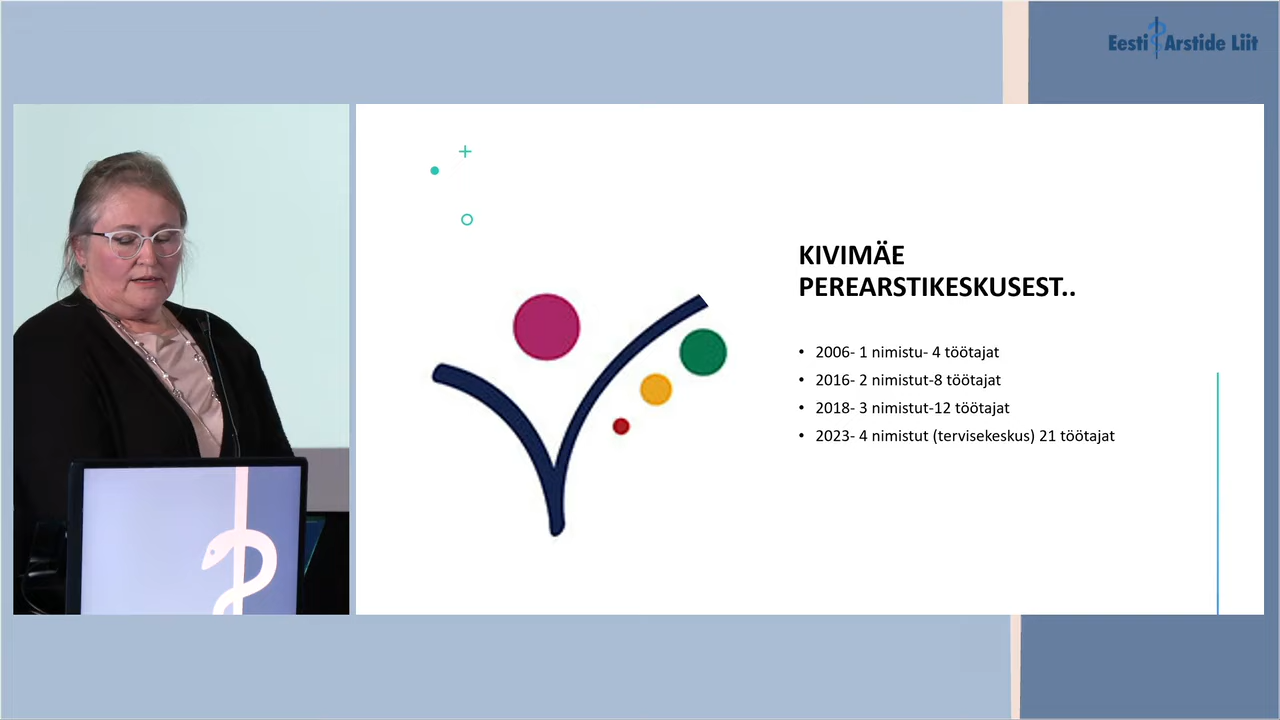 Eesti Arstide Liit
KIVIMÄE
PEREARSTIKESKUSEST..
• 2006- 1 nimistu- 4 töötajat
• 2016- 2 nimistut-8 töötajat
• 2018- 3 nimistut-12 töötajat
• 2023- 4 nimistut (tervisekeskus) 21 töötajat